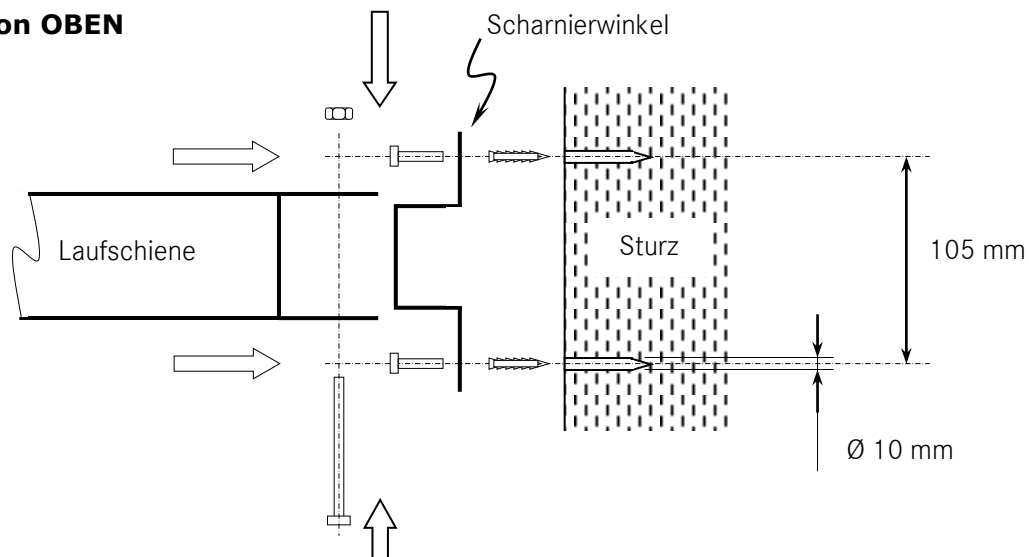 on OBEN
Scharnierwinkel
Laufschiene
Sturz
105 mm
Ø 10 mm